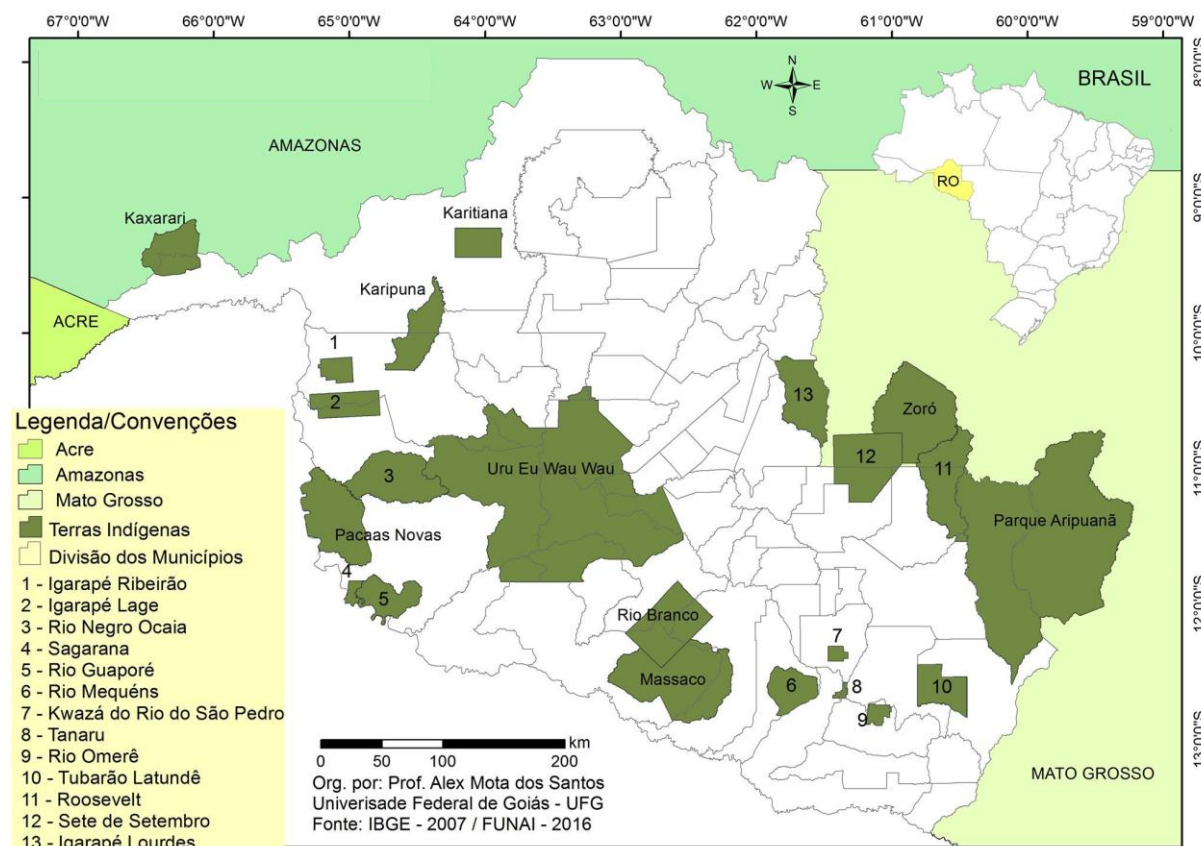 67°0'0"W 66°0'0"W 65°0'0"W 64°0'0"W 63°0'0"W 62°0'0"W 61°0'0"W 60°0'0"W 59°0'0"W
8°0'0"S
9°0'0"S
10°0'0"S
11°0'0"S
12°0'0"S
13°0'0"S
N
W E
S
BRASIL
RO
AMAZONAS
Kaxarari
Karitiana
Karipuna
ACRE
1
2
13
Zoró
12
11
Uru Eu Wau Wau
3
Parque Aripuanã
Pacaas Novas
4
5
Rio Branco
7
Massaco
6
8
10
9
MATO GROSSO
Legenda/Convenções
Acre
Amazonas
Mato Grosso
Terras Indígenas
Divisão dos Municípios
1 - Igarapé Ribeirão
2 - Igarapé Lage
3 - Rio Negro Ocaia
4 - Sagarana
5 - Rio Guaporé
6 - Rio Mequéns
7 - Kwazá do Rio do São Pedro
8 - Tanaru
9 - Rio Omerê
10 - Tubarão Latundê
11 - Roosevelt
12 - Sete de Setembro
13 - Igarapé Lourdes
km
0 50 100 200
Org. por: Prof. Alex Mota dos Santos
Univerisade Federal de Goiás - UFG
Fonte: IBGE - 2007 / FUNAI - 2016